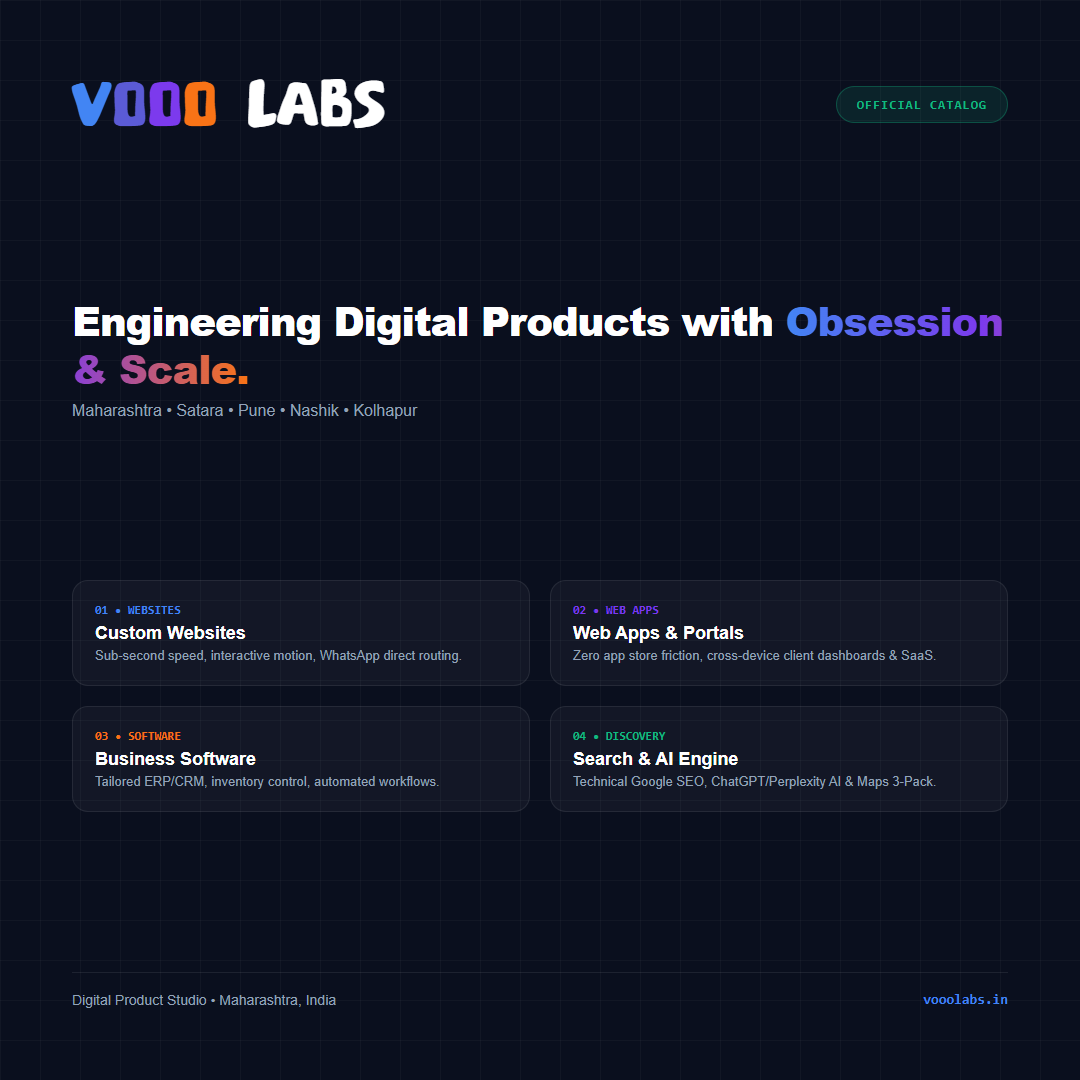 VOOO LABS
OFFICIAL CATALOG
Engineering Digital Products with Obsession
& Scale.
Maharashtra • Satara • Pune • Nashik • Kolhapur
01 • WEBSITES
Custom Websites
Sub-second speed, interactive motion, WhatsApp direct routing.
02 • WEB APPS
Web Apps & Portals
Zero app store friction, cross-device client dashboards & SaaS.
03 • SOFTWARE
Business Software
Tailored ERP/CRM, inventory control, automated workflows.
04 • DISCOVERY
Search & AI Engine
Technical Google SEO, ChatGPT/Perplexity AI & Maps 3-Pack.
Digital Product Studio • Maharashtra, India
vooolabs.in